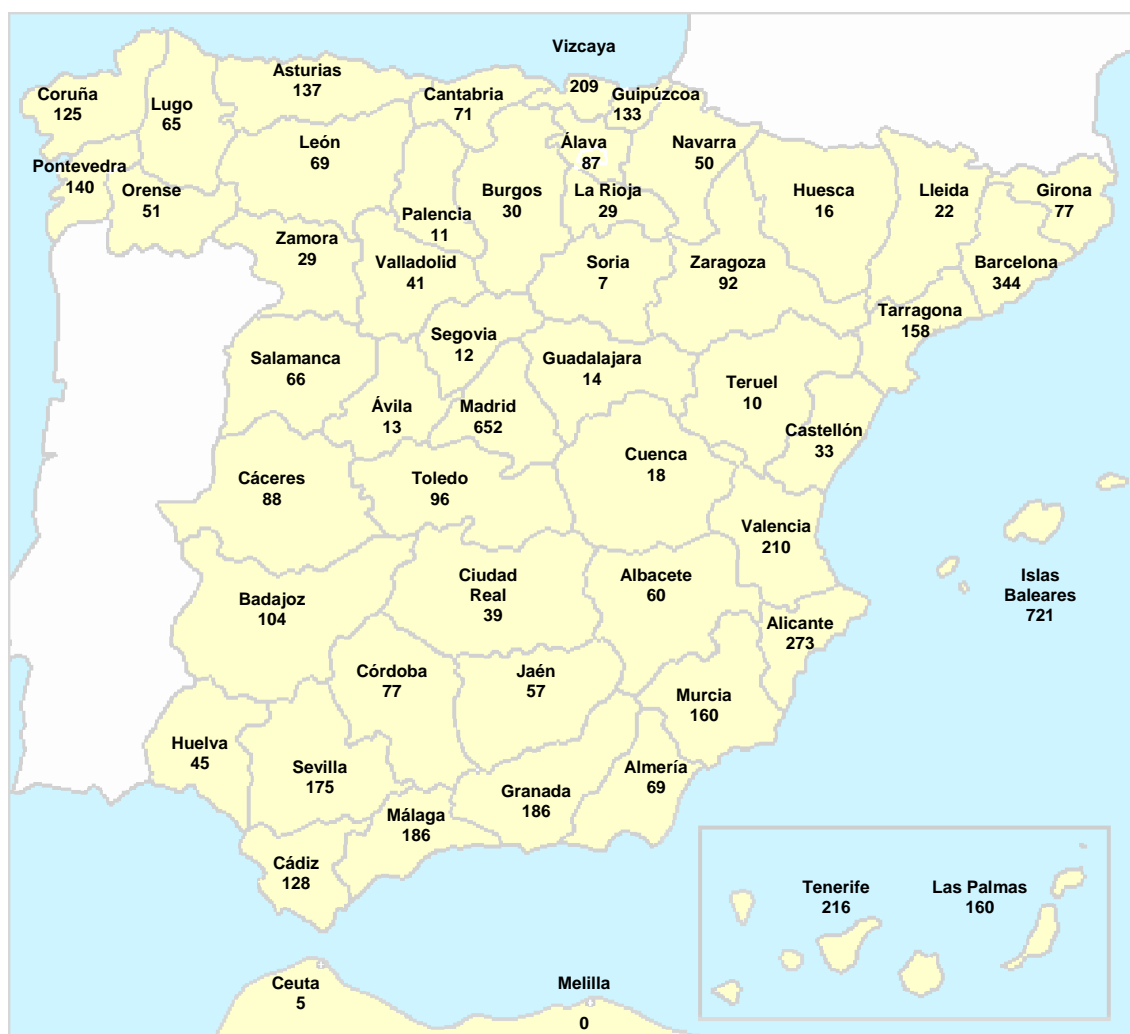 Vizcaya
209
Asturias
137
Cantabria
71
Guipúzcoa
133
Coruña
125
Lugo
65
León
69
Álava
87
Navarra
50
Pontevedra
140
Orense
51
Palencia
11
Burgos
30
La Rioja
29
Huesca
16
Lleida
22
Girona
77
Zamora
29
Valladolid
41
Soria
7
Zaragoza
92
Barcelona
344
Tarragona
158
Salamanca
66
Segovia
12
Guadalajara
14
Teruel
10
Ávila
13
Madrid
652
Castellón
33
Cáceres
88
Toledo
96
Cuenca
18
Valencia
210
Badajoz
104
Ciudad
Real
39
Albacete
60
Islas
Baleares
721
Alicante
273
Córdoba
77
Jaén
57
Murcia
160
Huelva
45
Sevilla
175
Granada
186
Almería
69
Málaga
186
Cádiz
128
Tenerife
216
Las Palmas
160
Ceuta
5
Melilla
0